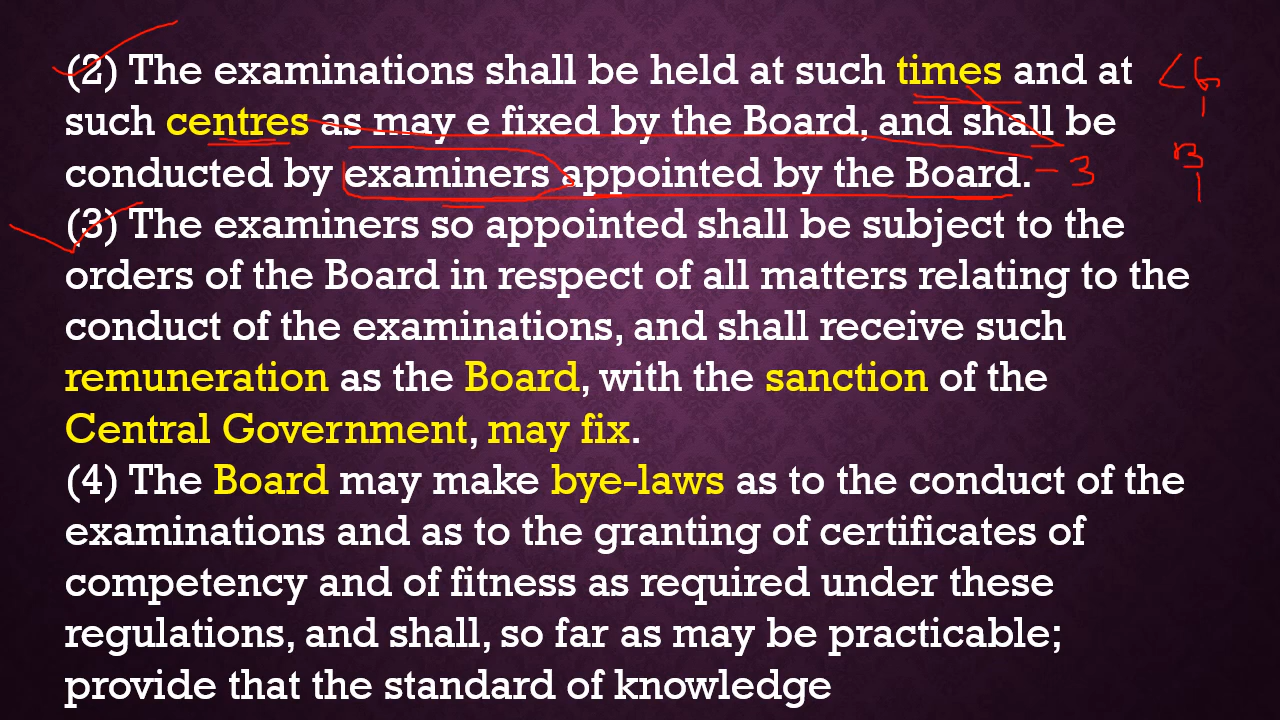 (2) The examinations shall be held at such times and at
such centres as may e fixed by the Board, and shall be
conducted by examiners appointed by the Board. - 3
(3) The examiners so appointed shall be subject to the
orders of the Board in respect of all matters relating to the
conduct of the examinations, and shall receive such
remuneration as the Board, with the sanction of the
Central Government, may fix.
(4) The Board may make bye-laws as to the conduct of the
examinations and as to the granting of certificates of
competency and of fitness as required under these
regulations, and shall, so far as may be practicable;
provide that the standard of knowledge